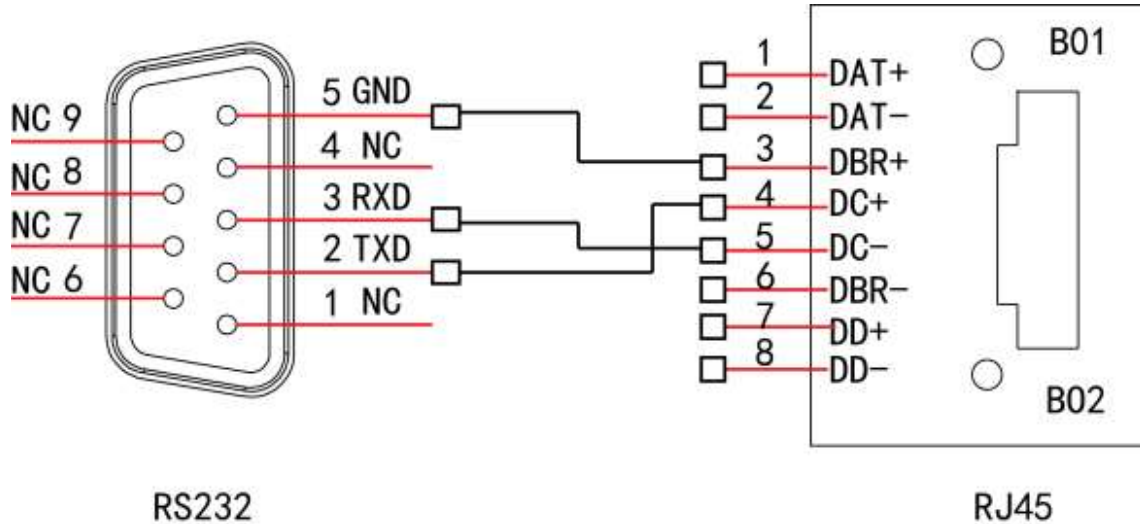 NC 9
NC 8
NC 7
NC 6
5 GND
4 NC
3 RXD
2 TXD
1 NC
1 DAT+
2 DAT-
3 DBR+
4 DC+
5 DC-
6 DBR-
7 DD+
8 DD-
B01
B02
RS232
RJ45